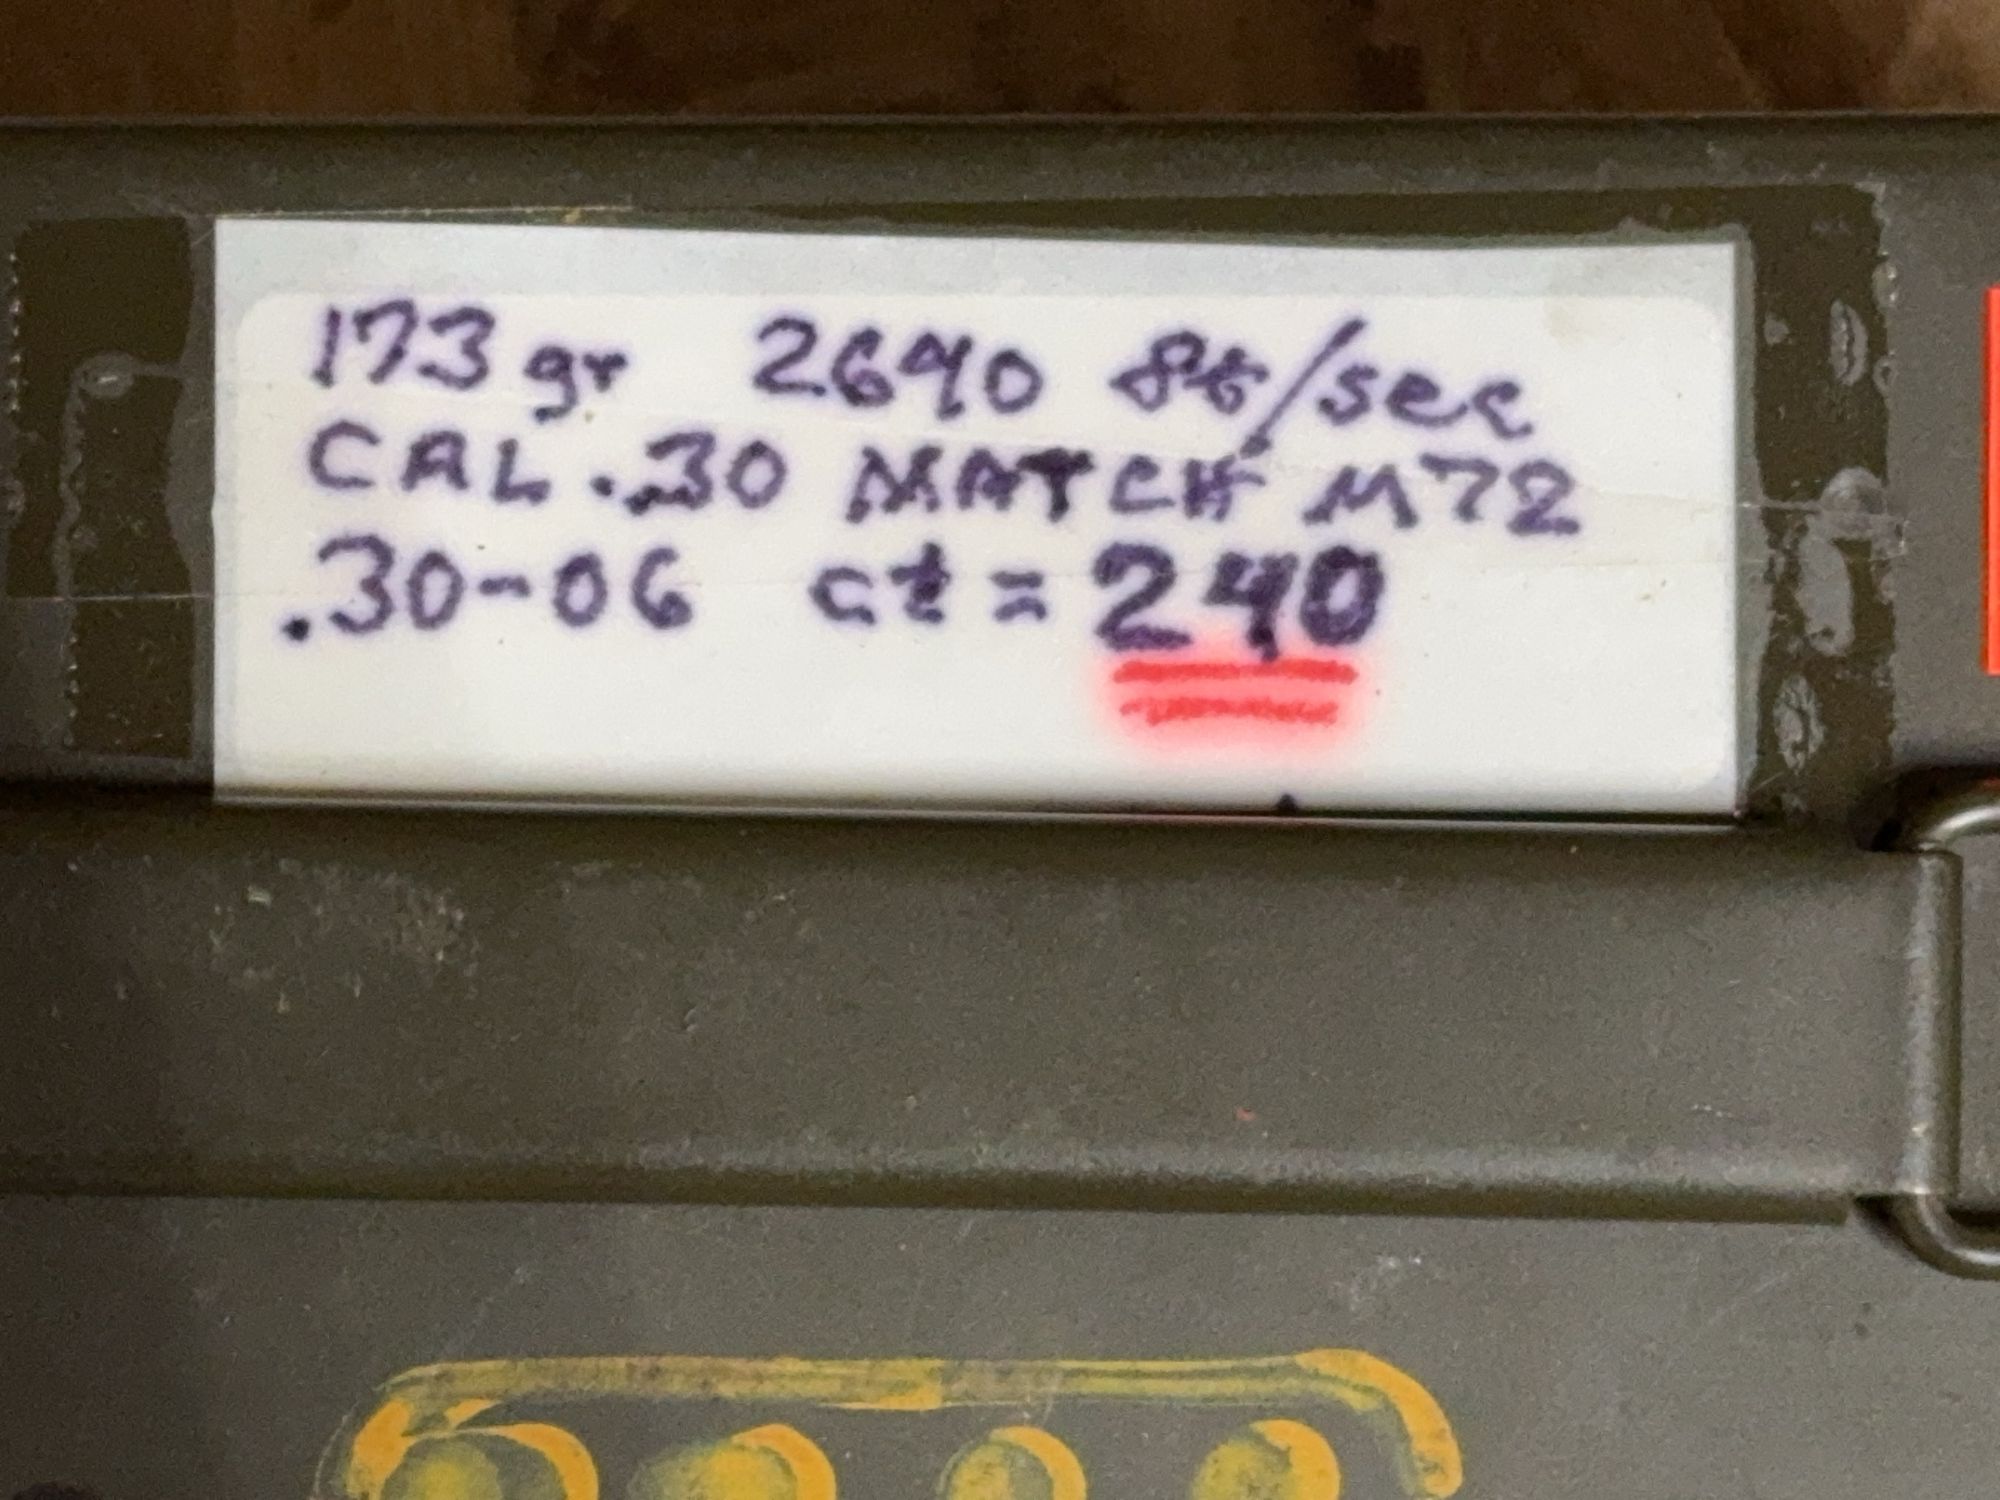 173 gr 2640 ft/sec
CAL .30 MATCH M72
.30-06 ct = 240